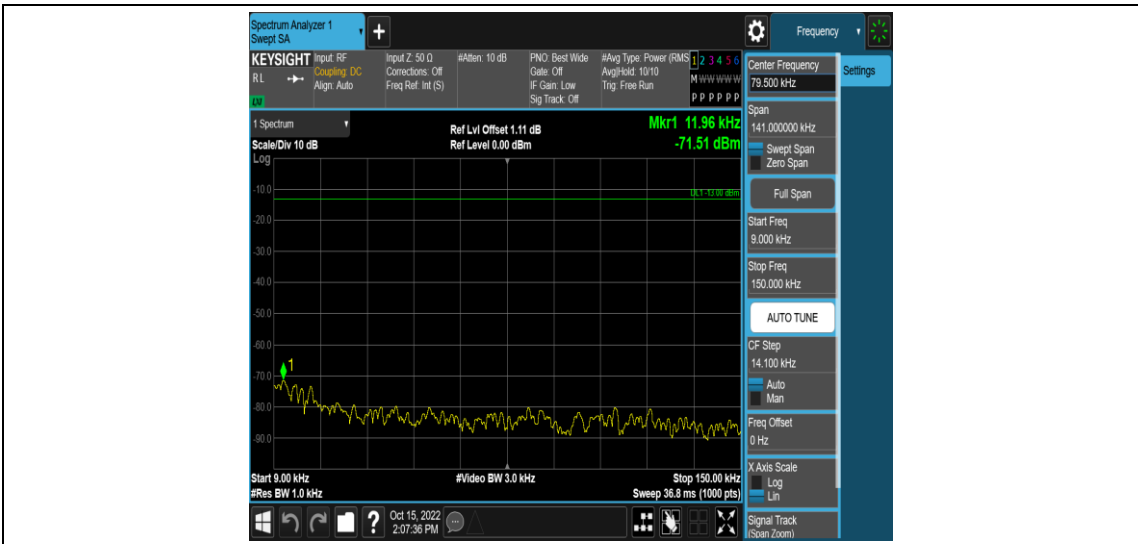 Spectrum Analyzer 1
Swept SA
+
Frequency
KEYSIGHT
RL
LXI
Input: RF
Coupling: DC
Align: Auto
Input Z: 50 Ω
Corrections: Off
Freq Ref: Int (S)
#Atten: 10 dB
PNO: Best Wide
Gate: Off
IF Gain: Low
Sig Track: Off
#Avg Type: Power (RMS
Avg|Hold: 10/10
Trig: Free Run
1 2 3 4 5 6
M W W W W W
P P P P P P
1 Spectrum
Scale/Div 10 dB
Log
Ref Lvl Offset 1.11 dB
Ref Level 0.00 dBm
Mkr1 11.96 kHz
-71.51 dBm
DL1 -13.00 dBm
-10.0
-20.0
-30.0
-40.0
-50.0
-60.0
-70.0
-80.0
-90.0
1
Start 9.00 kHz
#Video BW 3.0 kHz
Stop 150.00 kHz
#Res BW 1.0 kHz
Sweep 36.8 ms (1000 pts)
?
Oct 15, 2022
2:07:36 PM
Center Frequency
79.500 kHz
Settings
Span
141.000000 kHz
Swept Span
Zero Span
Full Span
Start Freq
9.000 kHz
Stop Freq
150.000 kHz
AUTO TUNE
CF Step
14.100 kHz
Auto
Man
Freq Offset
0 Hz
X Axis Scale
Log
Lin
Signal Track
(Span Zoom)